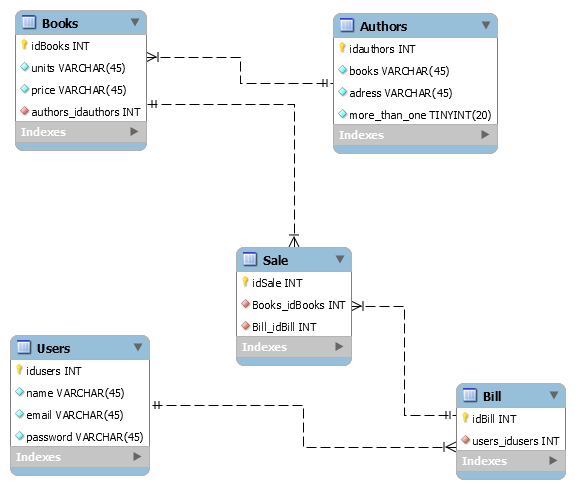 Books
idBooks INT
units VARCHAR(45)
price VARCHAR(45)
authors_idauthors INT
Indexes
Authors
idauthors INT
books VARCHAR(45)
adress VARCHAR(45)
more_than_one TINYINT(20)
Indexes
Sale
idSale INT
Books_idBooks INT
Bill_idBill INT
Indexes
Users
idusers INT
name VARCHAR(45)
email VARCHAR(45)
password VARCHAR(45)
Indexes
Bill
idBill INT
users_idusers INT
Indexes